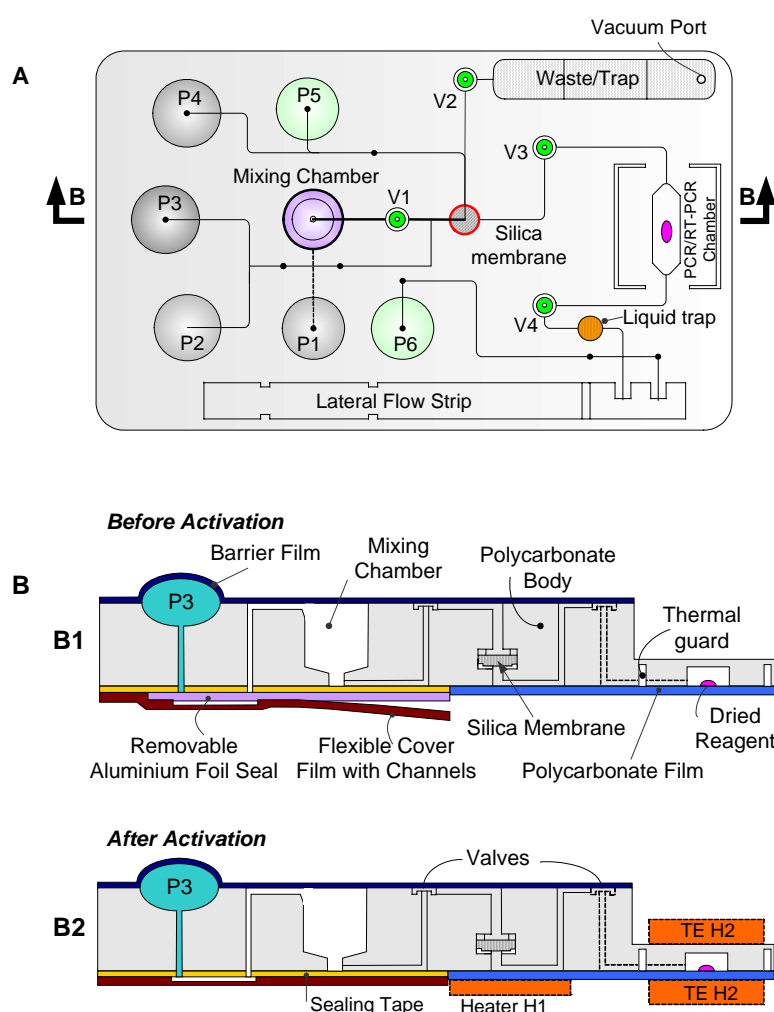 A
Vacuum Port
Waste/Trap
P4
P5
V2
V3
Mixing Chamber
B
P3
V1
B
Silica
membrane
PCR/RT-PCR
Chamber
P2
P1
P6
V4
Liquid trap
Lateral Flow Strip
Before Activation
B
Barrier Film
Mixing
Chamber
Polycarbonate
Body
P3
B1
Thermal
guard
Removable
Aluminium Foil Seal
Flexible Cover
Film with Channels
Silica Membrane
Polycarbonate Film
Dried
Reagent
After Activation
Valves
P3
B2
TE H2
Sealing Tape
Heater H1
TE H2